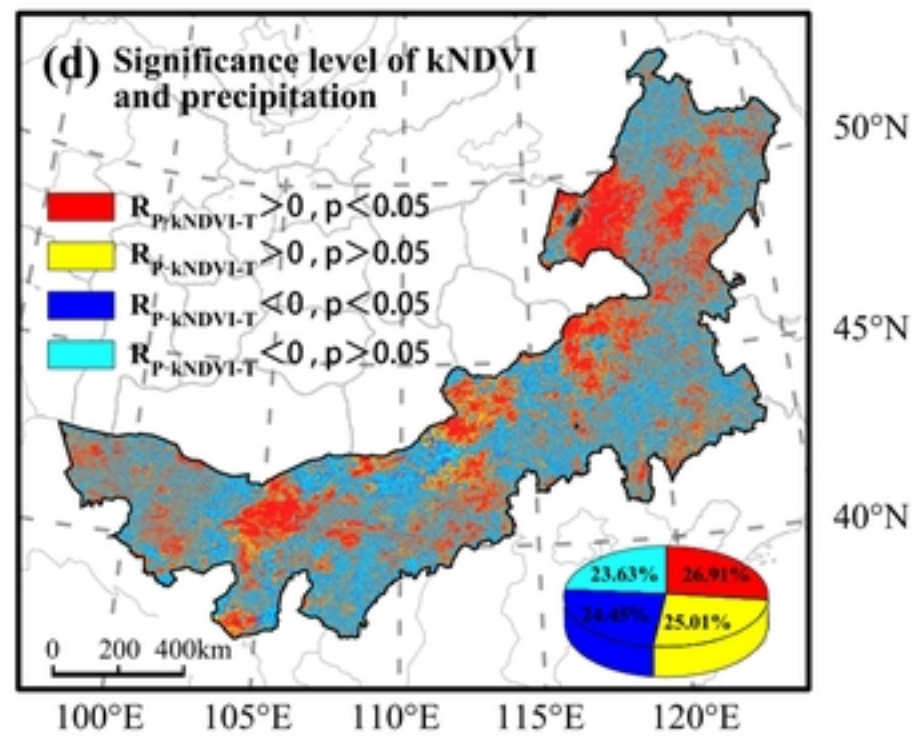 (d) Significance level of kNDVI
and precipitation
R_P/kNDVI-T >0 , p<0.05
R_P-kNDVI-T >0 , p>0.05
R_P-kNDVI-T <0 , p<0.05
R_P-kNDVI-T <0 , p>0.05
50°N
45°N
40°N
23.63% 26.91%
24.45% 25.01%
0 200 400km
100°E 105°E 110°E 115°E 120°E